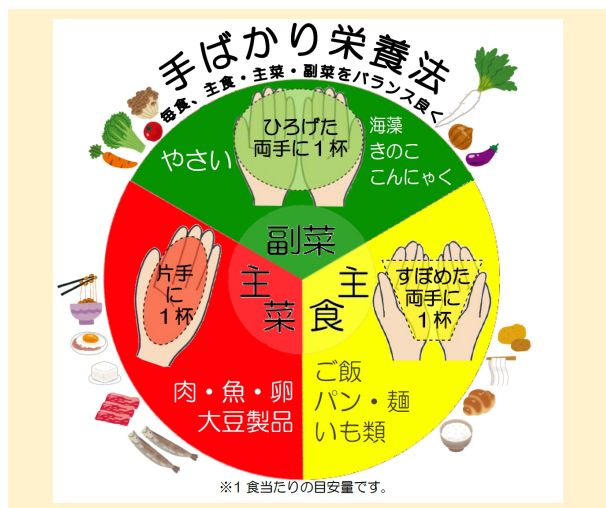 手ばかり栄養法
毎食、主食・主菜・副菜をバランス良く
ひろげた
両手に1杯
やさい
海藻
きのこ
こんにゃく
副菜
片手
に
1杯
主菜
肉・魚・卵
大豆製品
主食
すぼめた
両手に
1杯
ご飯
パン・麺
いも類
※1食当たりの目安量です。